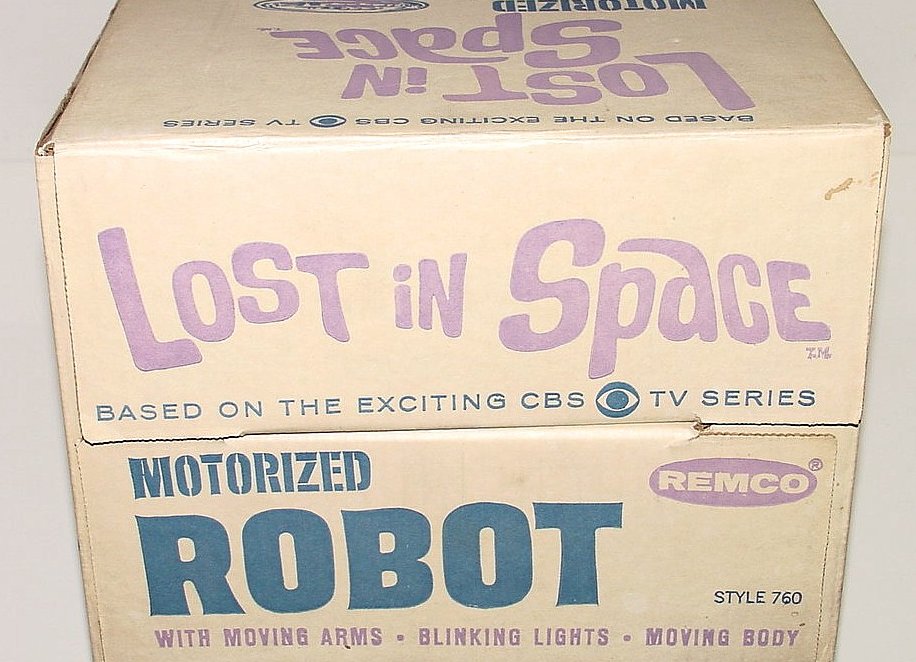 MOTORIZED
LOST iN
SPACE
T.M.
BASED ON THE EXCITING CBS TV SERIES
LOST iN SPACE
T.M.
BASED ON THE EXCITING CBS TV SERIES
MOTORIZED
REMCO®
ROBOT
STYLE 760
WITH MOVING ARMS • BLINKING LIGHTS • MOVING BODY